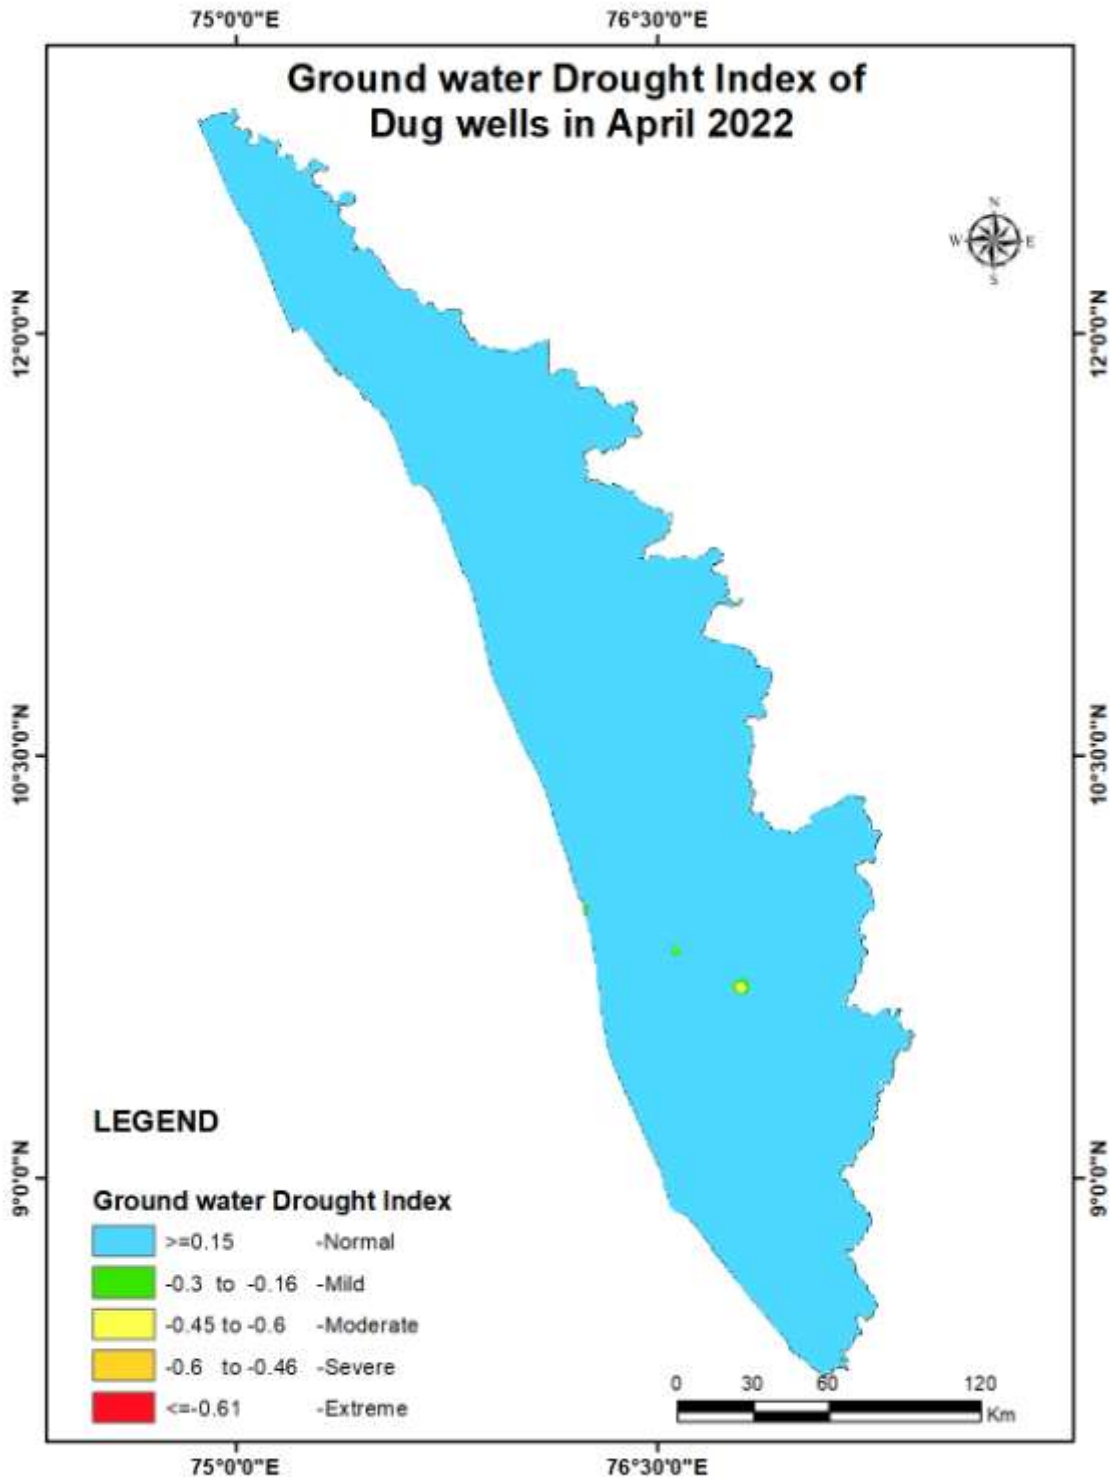 75°0'0"E 76°30'0"E
Ground water Drought Index of
Dug wells in April 2022
N
W E
S
12°0'0"N 12°0'0"N
10°30'0"N 10°30'0"N
9°0'0"N 9°0'0"N
LEGEND
Ground water Drought Index
>=0.15 -Normal
-0.3 to -0.16 -Mild
-0.45 to -0.6 -Moderate
-0.6 to -0.46 -Severe
<=-0.61 -Extreme
0 30 60 120
Km
75°0'0"E 76°30'0"E